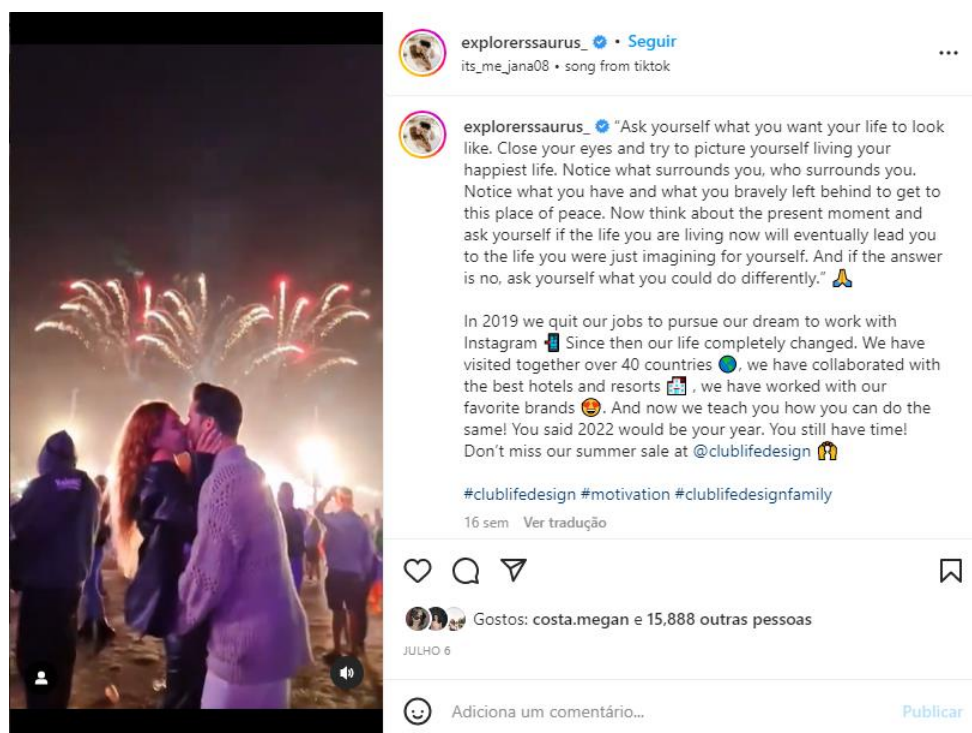 explorerssaurus_ • Seguir
its_me_jana08 • song from tiktok
explorerssaurus_ “Ask yourself what you want your life to look
like. Close your eyes and try to picture yourself living your
happiest life. Notice what surrounds you, who surrounds you.
Notice what you have and what you bravely left behind to get to
this place of peace. Now think about the present moment and
ask yourself if the life you are living now will eventually lead you
to the life you were just imagining for yourself. And if the answer
is no, ask yourself what you could do differently.” 🙏
In 2019 we quit our jobs to pursue our dream to work with
Instagram 📲 Since then our life completely changed. We have
visited together over 40 countries 🌎, we have collaborated with
the best hotels and resorts 🏨 , we have worked with our
favorite brands 😍. And now we teach you how you can do the
same! You said 2022 would be your year. You still have time!
Don’t miss our summer sale at @clublifedesign 🙌
#clublifedesign #motivation #clublifedesignfamily
16 sem Ver tradução
Gostos: costa.megan e 15,888 outras pessoas
JULHO 6
Adiciona um comentário... Publicar